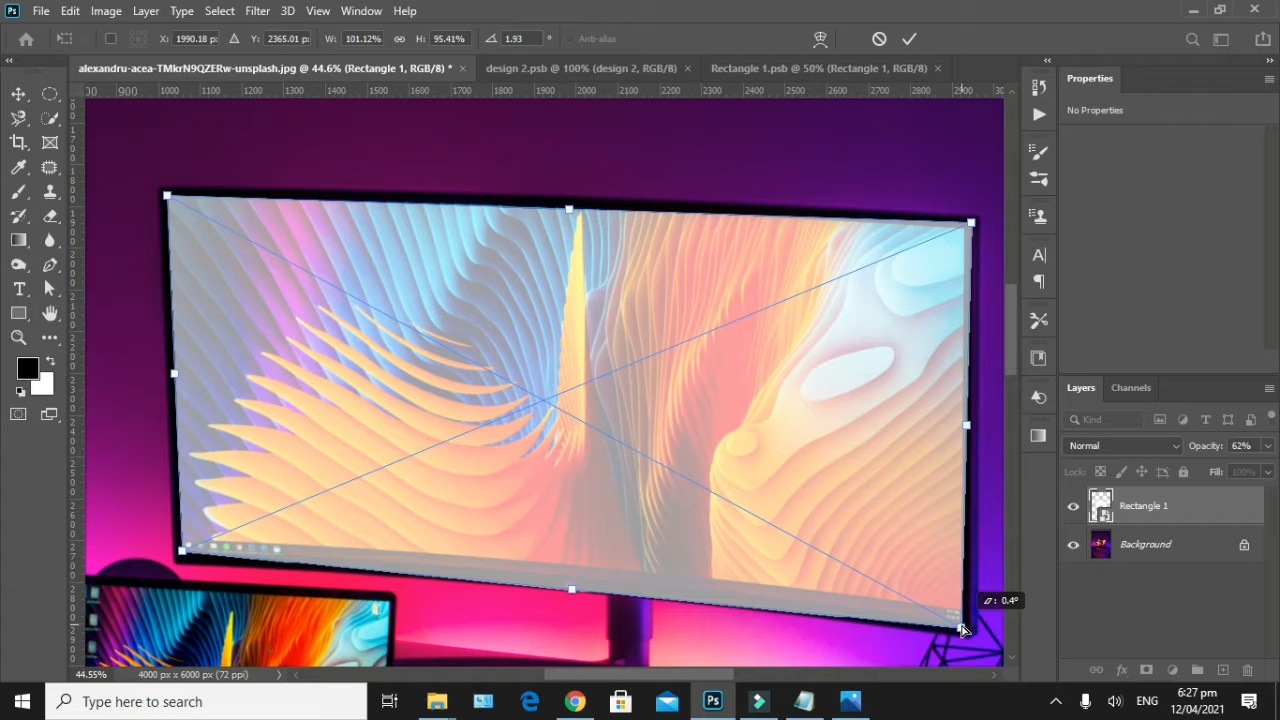 Ps File Edit Image Layer Type Select Filter 3D View Window Help
X: 1990.18 p: Y: 2365.01 p: W: 101.12% H: 95.41% 1.93 ° Anti-alias
alexandru-acea-TMkrN9QZERw-unsplash.jpg @ 44.6% (Rectangle 1, RGB/8) * × design 2.psb @ 100% (design 2, RGB/8) × Rectangle 1.psb @ 50% (Rectangle 1, RGB/8) ×
Properties
900 1000 1100 1200 1300 1400 1500 1600 1700 1800 1900 2000 2100 2200 2300 2400 2500 2600 2700 2800 2900
No Properties
Layers Channels
Kind
Normal Opacity: 62%
Lock: Fill: 100%
Rectangle 1
Background
0.4°
44.55% 4000 px x 6000 px (72 ppi)
Type here to search
ENG
6:27 pm
12/04/2021